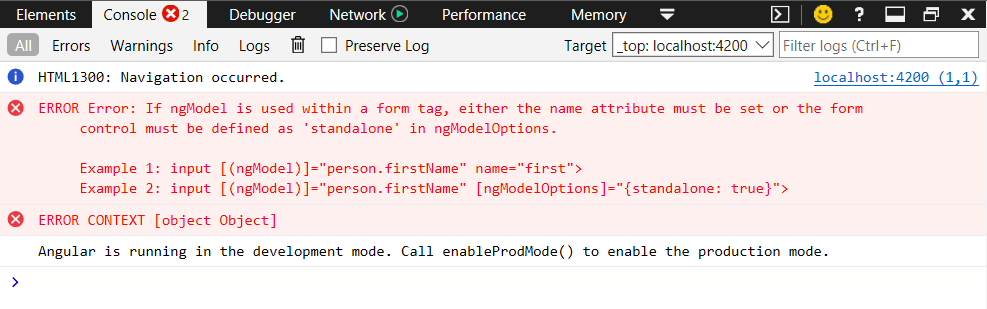 Elements Console 2 Debugger Network Performance Memory ?
All Errors Warnings Info Logs Preserve Log Target _top: localhost:4200 Filter logs (Ctrl+F)
HTML1300: Navigation occurred. localhost:4200 (1,1)
ERROR Error: If ngModel is used within a form tag, either the name attribute must be set or the form
control must be defined as 'standalone' in ngModelOptions.
Example 1: input [(ngModel)]="person.firstName" name="first">
Example 2: input [(ngModel)]="person.firstName" [ngModelOptions]="{standalone: true}">
ERROR CONTEXT [object Object]
Angular is running in the development mode. Call enableProdMode() to enable the production mode.